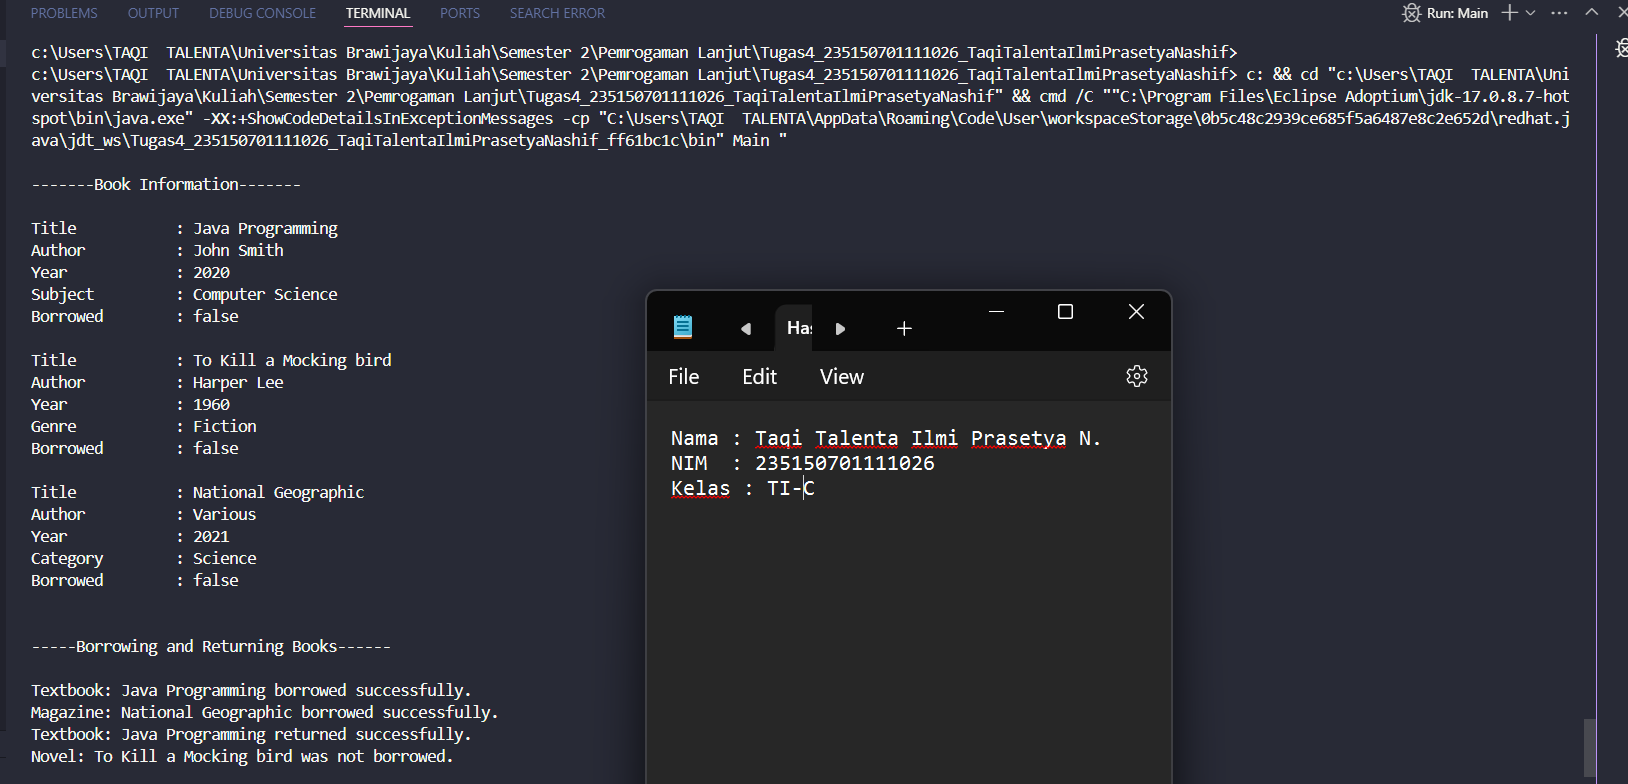 PROBLEMS OUTPUT DEBUG CONSOLE TERMINAL PORTS SEARCH ERROR Run: Main
c:\Users\TAQI  TALENTA\Universitas Brawijaya\Kuliah\Semester 2\Pemrogaman Lanjut\Tugas4_235150701111026_TaqiTalentaIlmiPrasetyaNashif>
c:\Users\TAQI  TALENTA\Universitas Brawijaya\Kuliah\Semester 2\Pemrogaman Lanjut\Tugas4_235150701111026_TaqiTalentaIlmiPrasetyaNashif> c: && cd "c:\Users\TAQI  TALENTA\Uni
versitas Brawijaya\Kuliah\Semester 2\Pemrogaman Lanjut\Tugas4_235150701111026_TaqiTalentaIlmiPrasetyaNashif" && cmd /C ""C:\Program Files\Eclipse Adoptium\jdk-17.0.8.7-hot
spot\bin\java.exe" -XX:+ShowCodeDetailsInExceptionMessages -cp "C:\Users\TAQI  TALENTA\AppData\Roaming\Code\User\workspaceStorage\0b5c48c2939ce685f5a6487e8c2e652d\redhat.j
ava\jdt_ws\Tugas4_235150701111026_TaqiTalentaIlmiPrasetyaNashif_ff61bc1c\bin" Main "
-------Book Information-------
Title : Java Programming
Author : John Smith
Year : 2020
Subject : Computer Science
Borrowed : false
Title : To Kill a Mocking bird
Author : Harper Lee
Year : 1960
Genre : Fiction
Borrowed : false
Title : National Geographic
Author : Various
Year : 2021
Category : Science
Borrowed : false
-----Borrowing and Returning Books------
Textbook: Java Programming borrowed successfully.
Magazine: National Geographic borrowed successfully.
Textbook: Java Programming returned successfully.
Novel: To Kill a Mocking bird was not borrowed.
File Edit View
Nama : Taqi Talenta Ilmi Prasetya N.
NIM  : 235150701111026
Kelas : TI-C